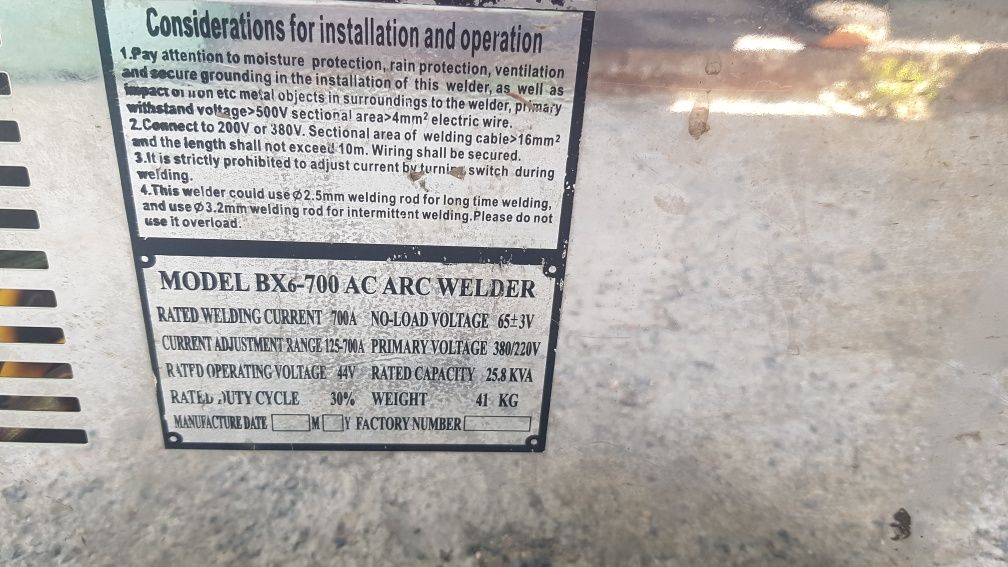 Considerations for installation and operation
1.Pay attention to moisture protection, rain protection, ventilation
and secure grounding in the installation of this welder, as well as
impact on iron etc metal objects in surroundings to the welder, primary
withstand voltage>500V sectional area>4mm² electric wire.
2.Connect to 200V or 380V. Sectional area of welding cable>16mm²
and the length shall not exceed 10m. Wiring shall be secured.
3.It is strictly prohibited to adjust current by turning switch during
welding.
4.This welder could use ϕ2.5mm welding rod for long time welding,
and use ϕ3.2mm welding rod for intermittent welding.Please do not
use it overload.
MODEL BX6-700 AC ARC WELDER
RATED WELDING CURRENT 700A NO-LOAD VOLTAGE 65±3V
CURRENT ADJUSTMENT RANGE 125-700A PRIMARY VOLTAGE 380/220V
RATED OPERATING VOLTAGE 44V RATED CAPACITY 25.8 KVA
RATED DUTY CYCLE 30% WEIGHT 41 KG
MANUFACTURE DATE M Y FACTORY NUMBER